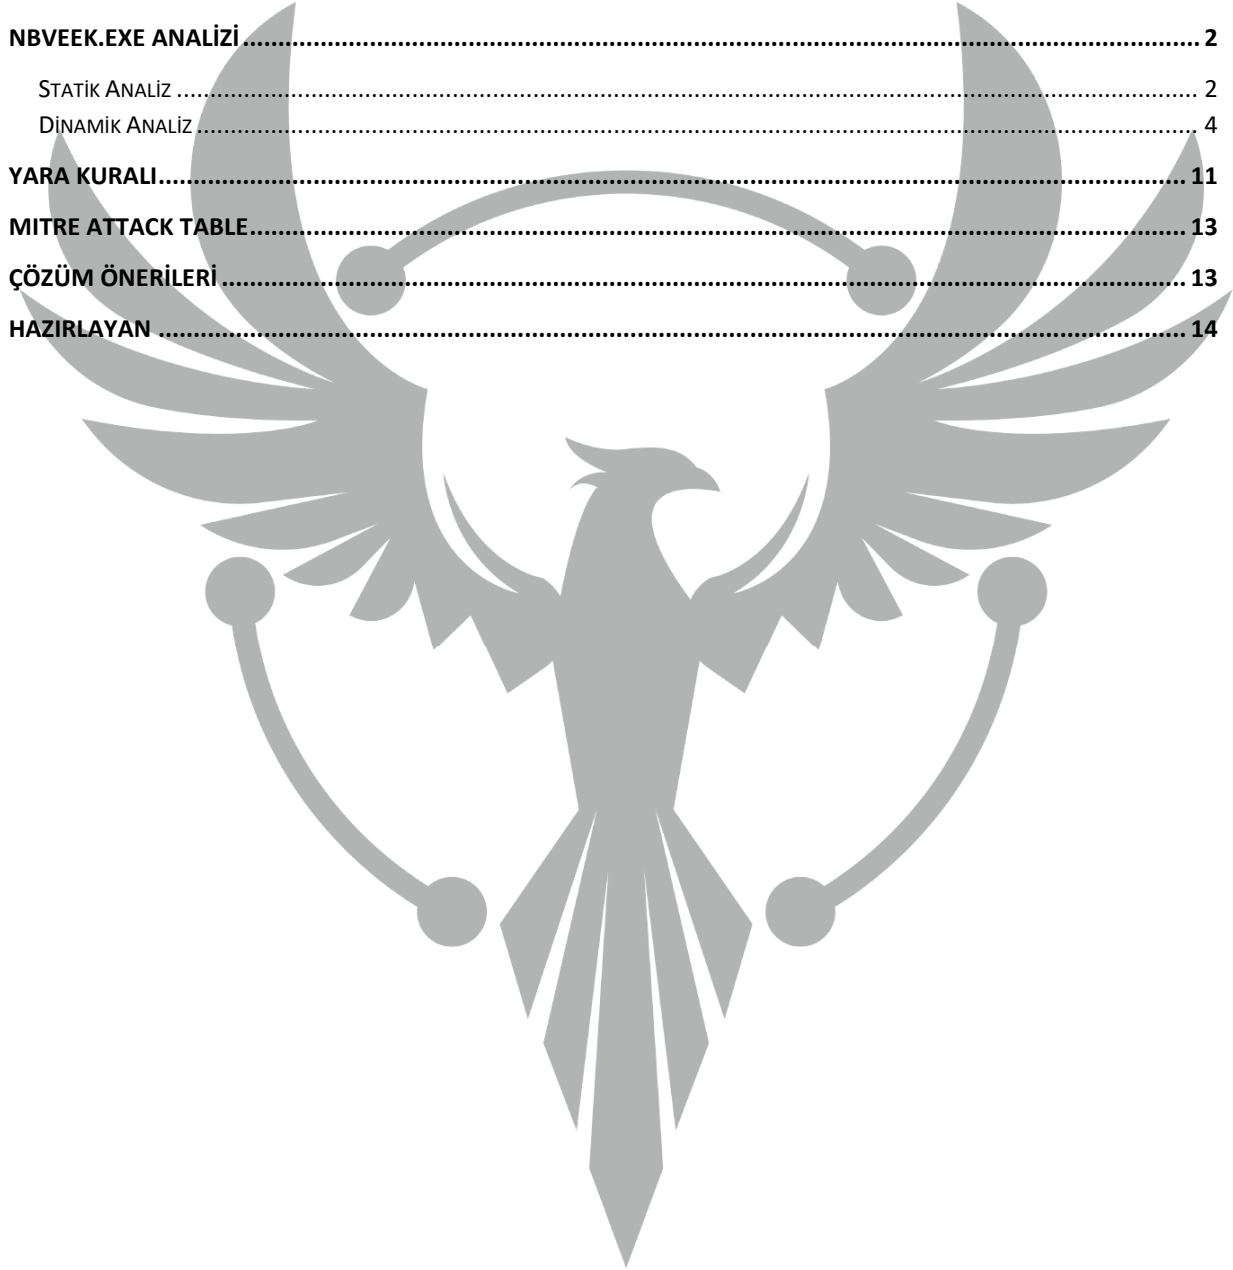 NBVEEK.EXE ANALİZİ ........................................................................ 2
STATİK ANALİZ ........................................................................ 2
DİNAMİK ANALİZ ........................................................................ 4
YARA KURALI ........................................................................ 11
MITRE ATTACK TABLE ........................................................................ 13
ÇÖZÜM ÖNERİLERİ ........................................................................ 13
HAZIRLAYAN ........................................................................ 14